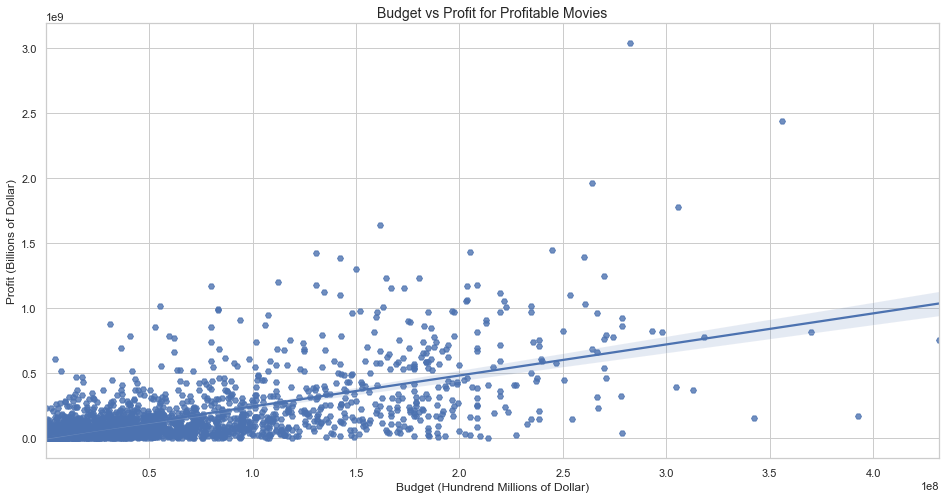 Budget vs Profit for Profitable Movies
1e9
3.0
2.5
2.0
1.5
1.0
0.5
0.0
Profit (Billions of Dollar)
0.5 1.0 1.5 2.0 2.5 3.0 3.5 4.0
1e8
Budget (Hundrend Millions of Dollar)